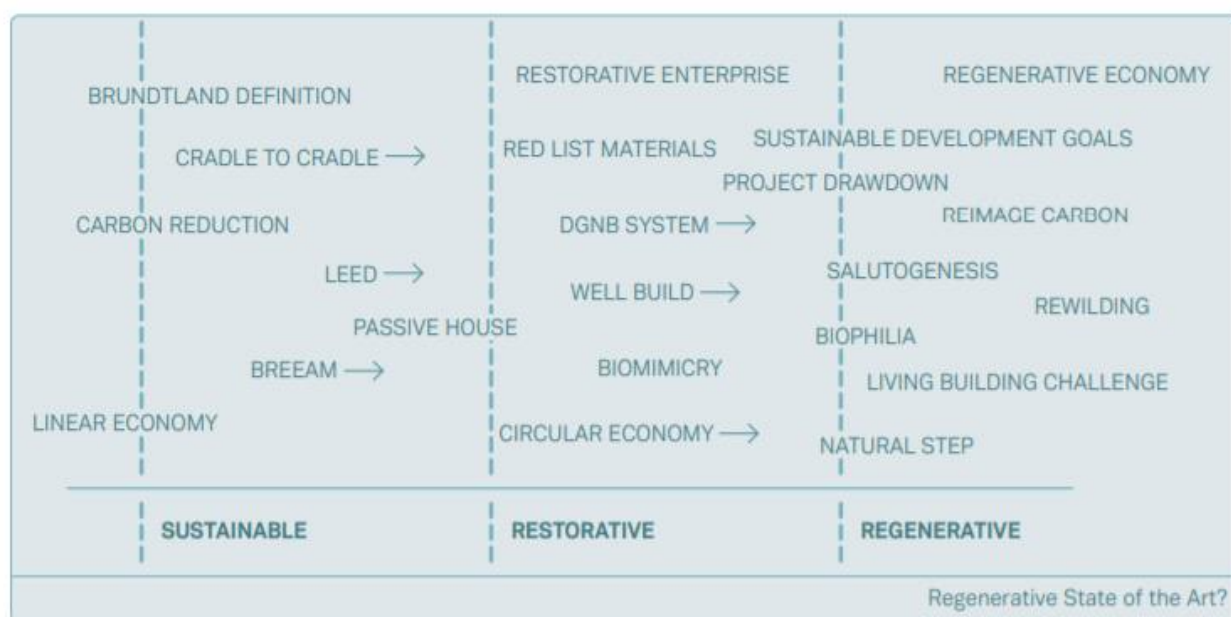 RESTORATIVE ENTERPRISE
REGENERATIVE ECONOMY
BRUNDTLAND DEFINITION
SUSTAINABLE DEVELOPMENT GOALS
CRADLE TO CRADLE →
RED LIST MATERIALS
PROJECT DRAWDOWN
CARBON REDUCTION
DGNB SYSTEM →
REIMAGE CARBON
LEED →
SALUTOGENESIS
WELL BUILD →
REWILDING
PASSIVE HOUSE
BIOPHILIA
BREEAM →
BIOMIMICRY
LIVING BUILDING CHALLENGE
LINEAR ECONOMY
CIRCULAR ECONOMY →
NATURAL STEP
SUSTAINABLE
RESTORATIVE
REGENERATIVE
Regenerative State of the Art?